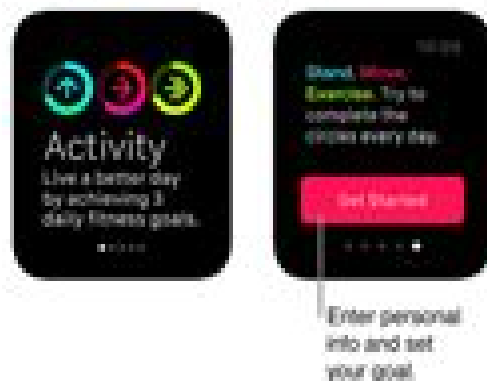 Activity
Live a better day
by achieving 3
daily fitness goals.
Stand, Move,
Exercise. Try to
complete the
circles every day.
Get Started
Enter personal
info and set
your goal.